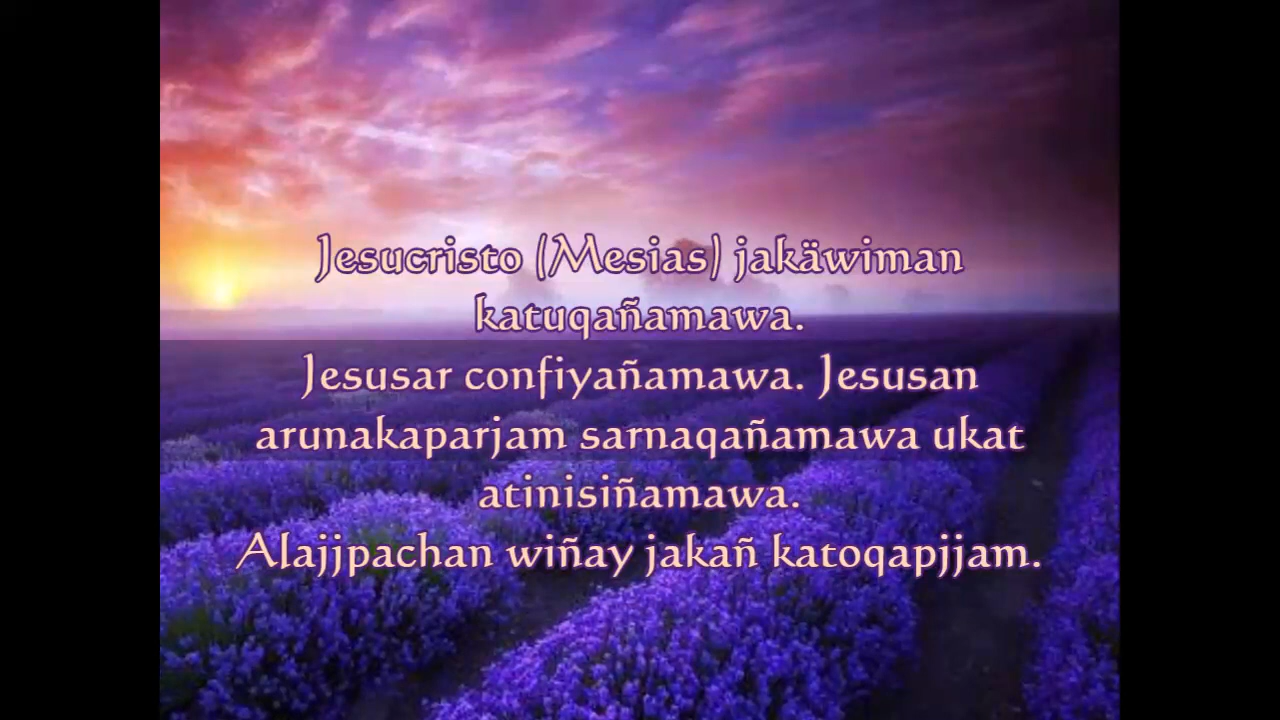 Jesucristo (Mesias) jakäwiman
katuqañamawa.
Jesusar confiyañamawa. Jesusan
arunakaparjam sarnaqañamawa ukat
atinisiñamawa.
Alajjpachan wiñay jakañ katoqapjjam.